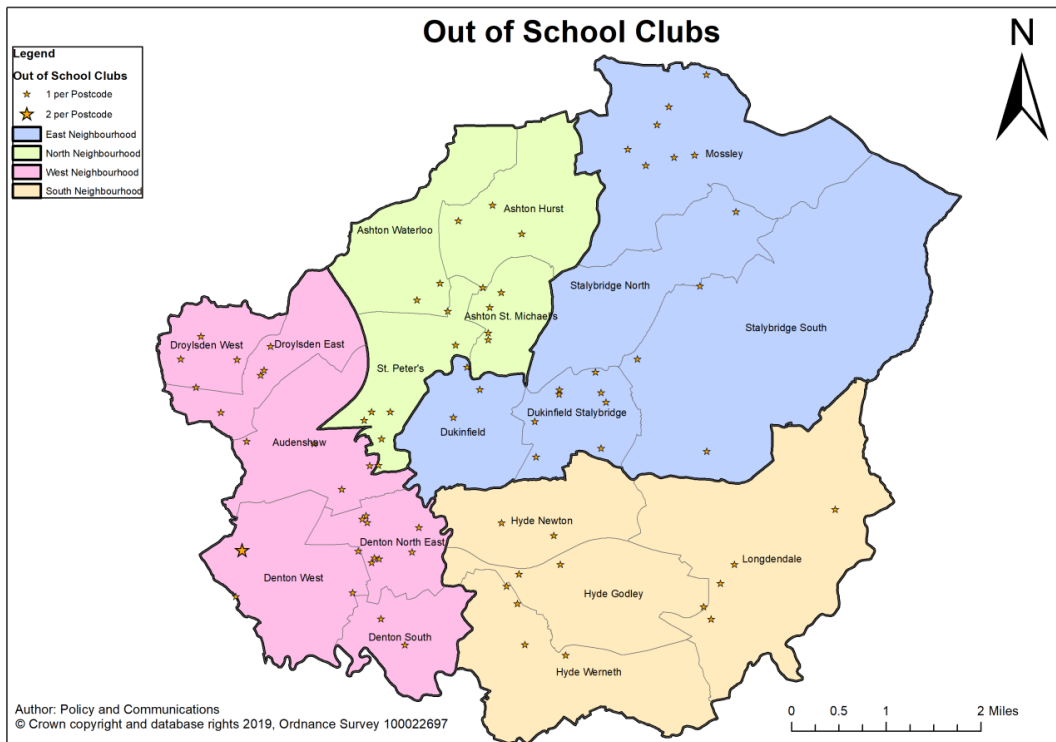 Out of School Clubs
N
Legend
Out of School Clubs
1 per Postcode
2 per Postcode
East Neighbourhood
North Neighbourhood
West Neighbourhood
South Neighbourhood
Mossley
Ashton Hurst
Ashton Waterloo
Stalybridge North
Ashton St. Michael's
Stalybridge South
Droylsden West
Droylsden East
St. Peter's
Dukinfield Stalybridge
Dukinfield
Audenshaw
Hyde Newton
Denton North East
Longdendale
Denton West
Hyde Godley
Denton South
Hyde Werneth
Author: Policy and Communications
© Crown copyright and database rights 2019, Ordnance Survey 100022697
0 0.5 1 2 Miles